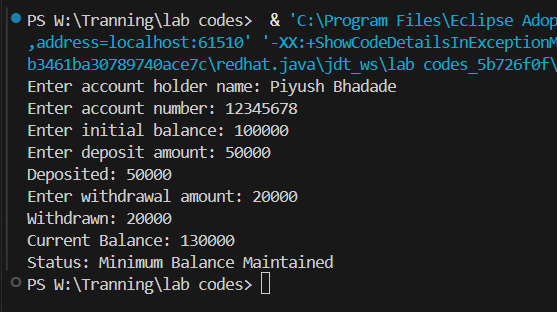 PS W:\Tranning\lab codes>  & 'C:\Program Files\Eclipse Adop
,address=localhost:61510' '-XX:+ShowCodeDetailsInExceptionM
b3461ba30789740ace7c\redhat.java\jdt_ws\lab codes_5b726f0f\
Enter account holder name: Piyush Bhadade
Enter account number: 12345678
Enter initial balance: 100000
Enter deposit amount: 50000
Deposited: 50000
Enter withdrawal amount: 20000
Withdrawn: 20000
Current Balance: 130000
Status: Minimum Balance Maintained
PS W:\Tranning\lab codes>